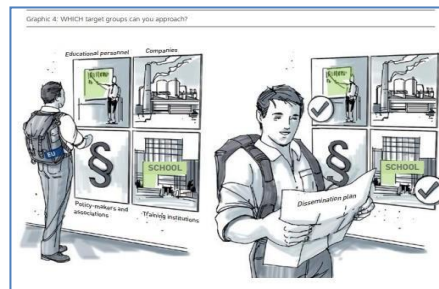 Graphic 4: WHICH target groups can you approach?
Educational personnel
Companies
SCHOOL
Policy-makers and
associations
Training institutions
SCHOOL
Dissemination plan